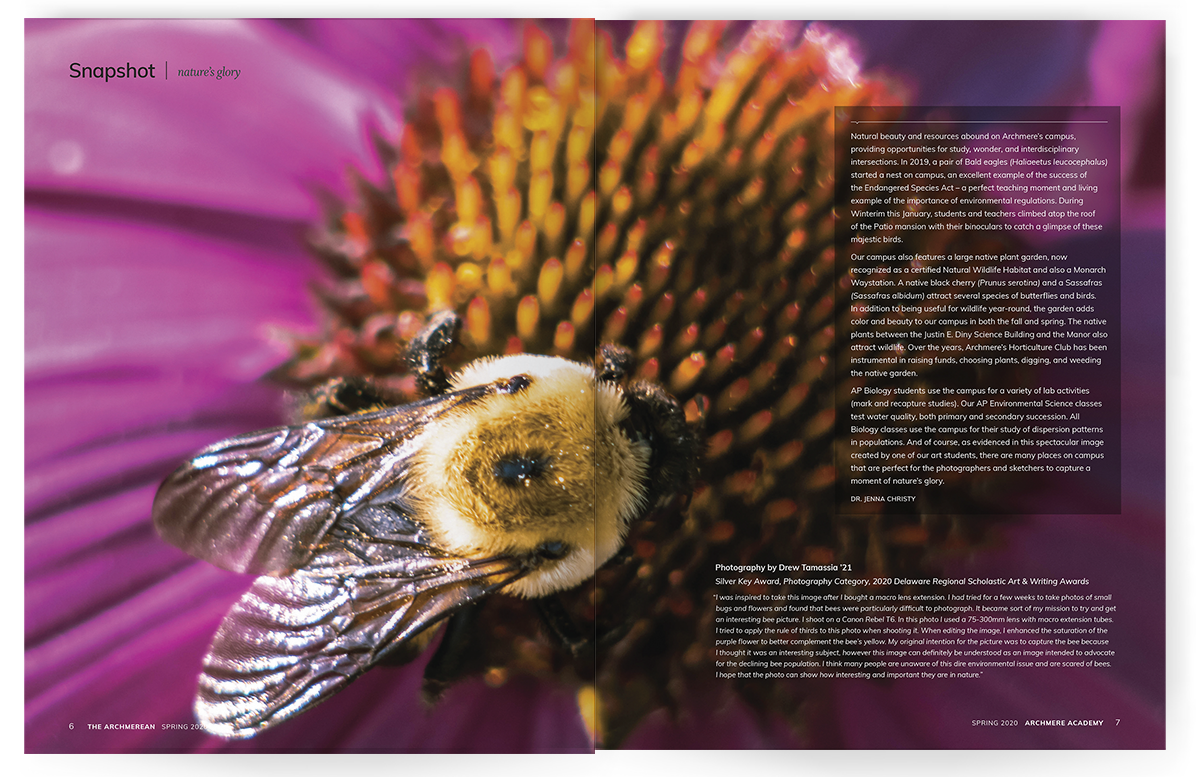 Snapshot | nature's glory
Natural beauty and resources abound on Archmere's campus,
providing opportunities for study, wonder, and interdisciplinary
intersections. In 2019, a pair of Bald eagles (Haliaeetus leucocephalus)
started a nest on campus, an excellent example of the success of
the Endangered Species Act – a perfect teaching moment and living
example of the importance of environmental regulations. During
Winterim this January, students and teachers climbed atop the roof
of the Patio mansion with their binoculars to catch a glimpse of these
majestic birds.
Our campus also features a large native plant garden, now
recognized as a certified Natural Wildlife Habitat and also a Monarch
Waystation. A native black cherry (Prunus serotina) and a Sassafras
(Sassafras albidum) attract several species of butterflies and birds.
In addition to being useful for wildlife year-round, the garden adds
color and beauty to our campus in both the fall and spring. The native
plants between the Justin E. Diny Science Building and the Manor also
attract wildlife. Over the years, Archmere's Horticulture Club has been
instrumental in raising funds, choosing plants, digging, and weeding
the native garden.
AP Biology students use the campus for a variety of lab activities
(mark and recapture studies). Our AP Environmental Science classes
test water quality, both primary and secondary succession. All
Biology classes use the campus for their study of dispersion patterns
in populations. And of course, as evidenced in this spectacular image
created by one of our art students, there are many places on campus
that are perfect for the photographers and sketchers to capture a
moment of nature's glory.
DR. JENNA CHRISTY
Photography by Drew Tamassia '21
Silver Key Award, Photography Category, 2020 Delaware Regional Scholastic Art & Writing Awards
"I was inspired to take this image after I bought a macro lens extension. I had tried for a few weeks to take photos of small
bugs and flowers and found that bees were particularly difficult to photograph. It became sort of my mission to try and get
an interesting bee picture. I shoot on a Canon Rebel T6. In this photo I used a 75-300mm lens with macro extension tubes.
I tried to apply the rule of thirds to this photo when shooting it. When editing the image, I enhanced the saturation of the
purple flower to better complement the bee's yellow. My original intention for the picture was to capture the bee because
I thought it was an interesting subject, however this image can definitely be understood as an image intended to advocate
for the declining bee population. I think many people are unaware of this dire environmental issue and are scared of bees.
I hope that the photo can show how interesting and important they are in nature."
6 THE ARCHMEREAN SPRING 2020
SPRING 2020 ARCHMERE ACADEMY 7